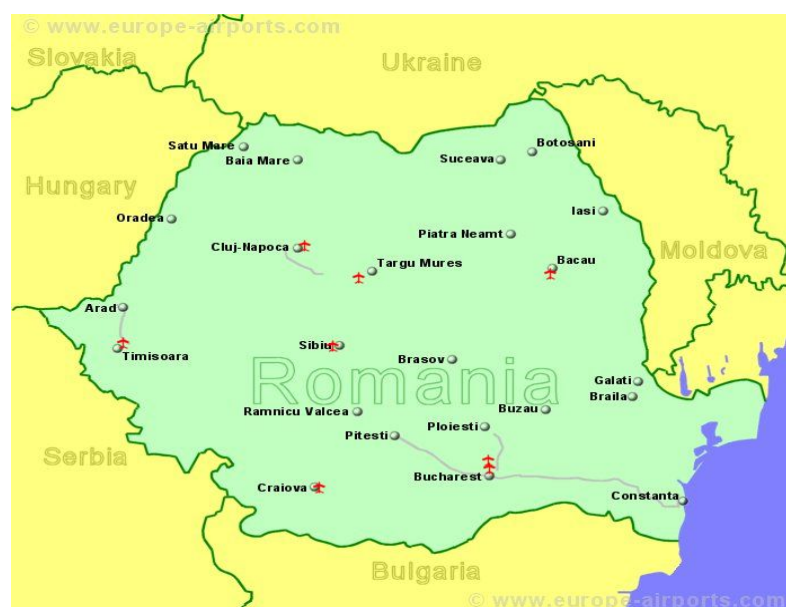 © www.europe-airports.com
Slovakia
Ukraine
Satu Mare
Baia Mare
Suceava
Botosani
Hungary
Oradea
Iasi
Cluj-Napoca
Piatra Neamt
Moldova
Targu Mures
Bacau
Arad
Timisoara
Sibiu
Brasov
Romania
Galati
Braila
Ramnicu Valcea
Buzau
Pitesti
Ploiesti
Serbia
Bucharest
Craiova
Constanta
Bulgaria
© www.europe-airports.com